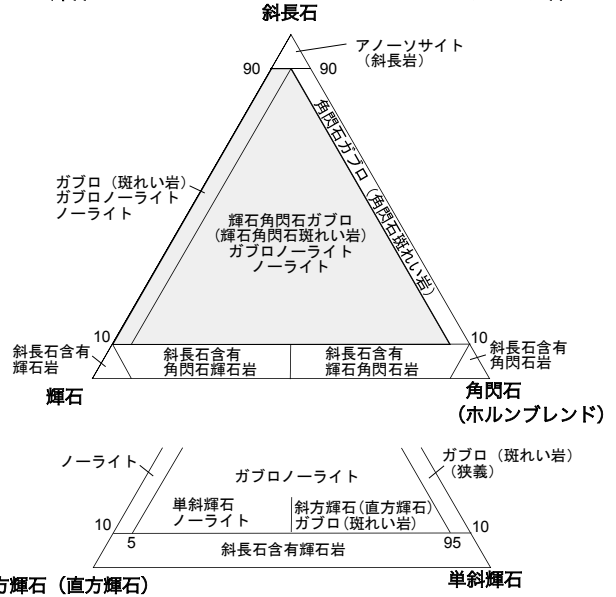 斜長石
アノーソサイト
(斜長岩)
90
90
角閃石ガブロ(角閃石斑れい岩)
ガブロ(斑れい岩)
ガブロノーライト
ノーライト
輝石角閃石ガブロ
(輝石角閃石斑れい岩)
ガブロノーライト
ノーライト
10
10
斜長石含有
輝石岩
斜長石含有
角閃石輝石岩
斜長石含有
輝石角閃石岩
斜長石含有
角閃石岩
輝石
角閃石
(ホルンブレンド)
ノーライト
ガブロノーライト
ガブロ(斑れい岩)
(狭義)
単斜輝石
ノーライト
斜方輝石(直方輝石)
ガブロ(斑れい岩)
10
10
5
斜長石含有輝石岩
95
方輝石(直方輝石)
単斜輝石